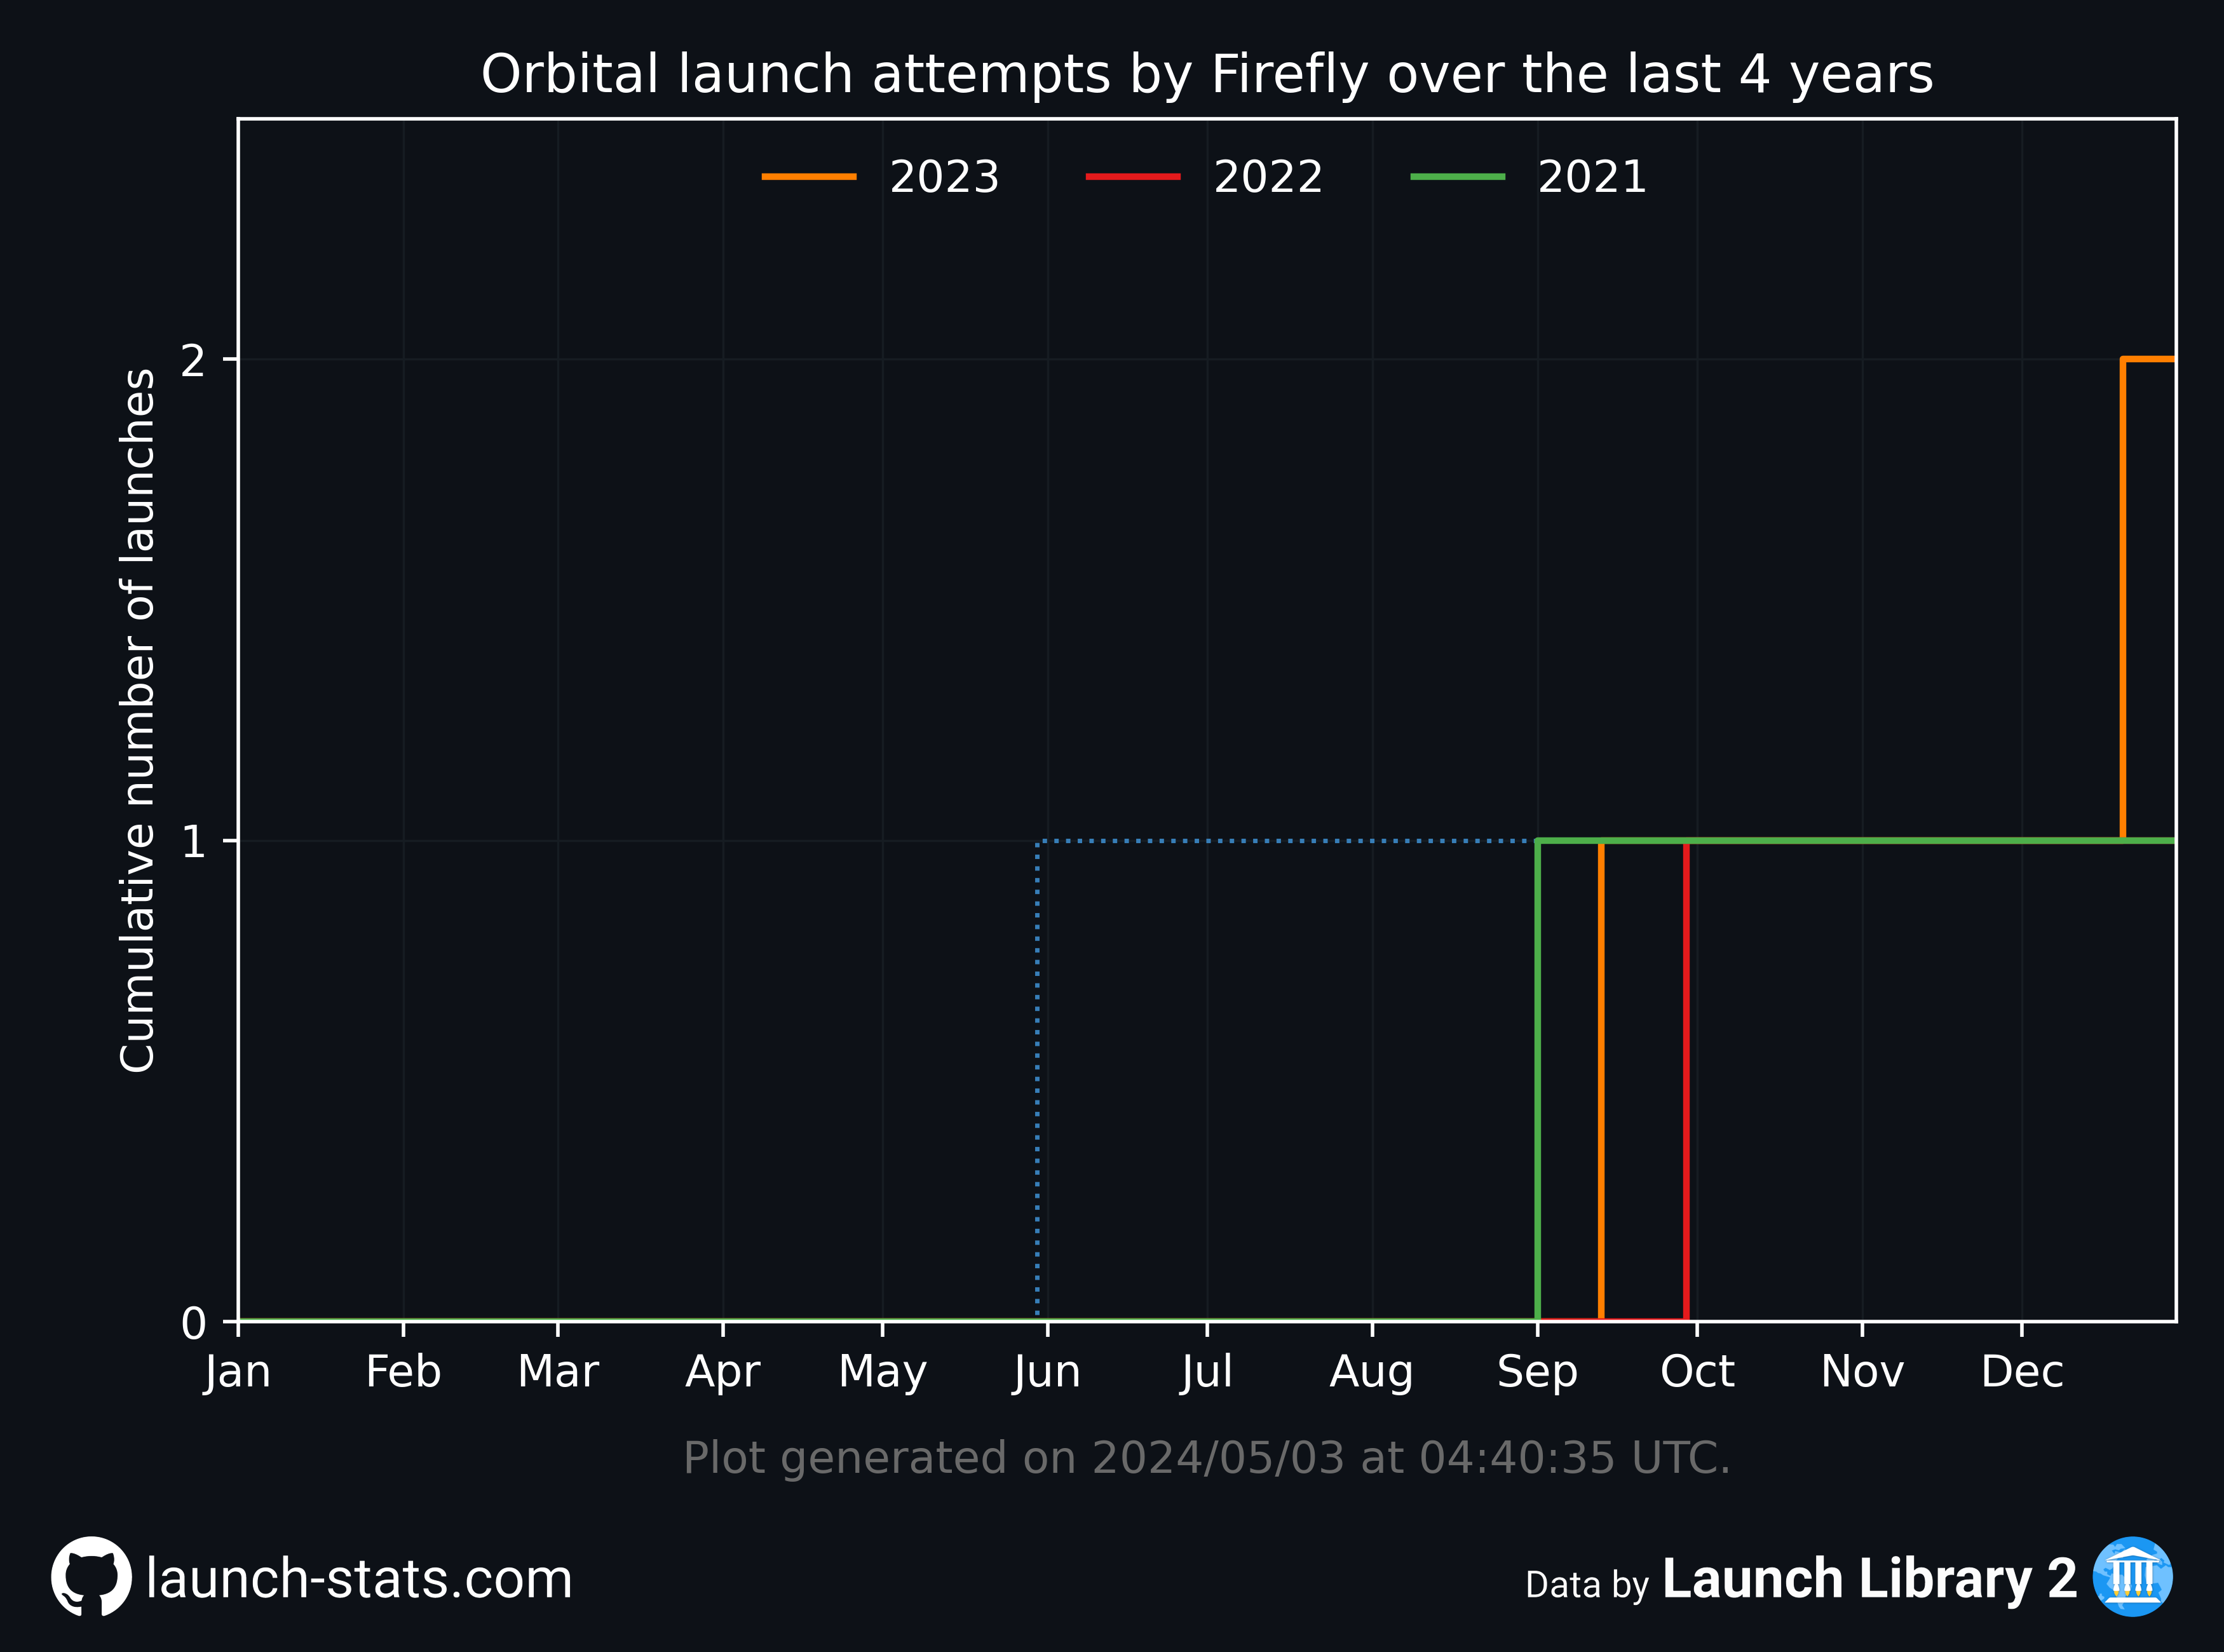 Orbital launch attempts by Firefly over the last 4 years
2023 2022 2021
Cumulative number of launches
2
1
0
Jan Feb Mar Apr May Jun Jul Aug Sep Oct Nov Dec
Plot generated on 2024/05/03 at 04:40:35 UTC.
launch-stats.com
Data by Launch Library 2